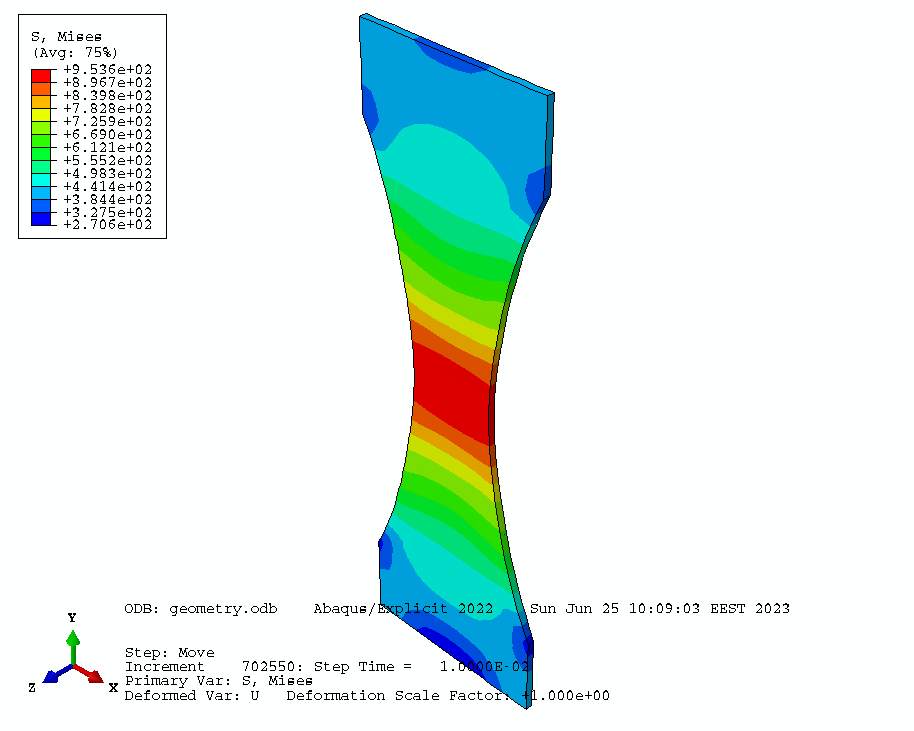 S, Mises
(Avg: 75%)
+9.536e+02
+8.967e+02
+8.398e+02
+7.828e+02
+7.259e+02
+6.690e+02
+6.121e+02
+5.552e+02
+4.983e+02
+4.414e+02
+3.844e+02
+3.275e+02
+2.706e+02
ODB: geometry.odb Abaqus/Explicit 2022 Sun Jun 25 10:09:03 EEST 2023
Y
Z
X
Step: Move
Increment 702550: Step Time = 1.0000E-02
Primary Var: S, Mises
Deformed Var: U Deformation Scale Factor: +1.000e+00